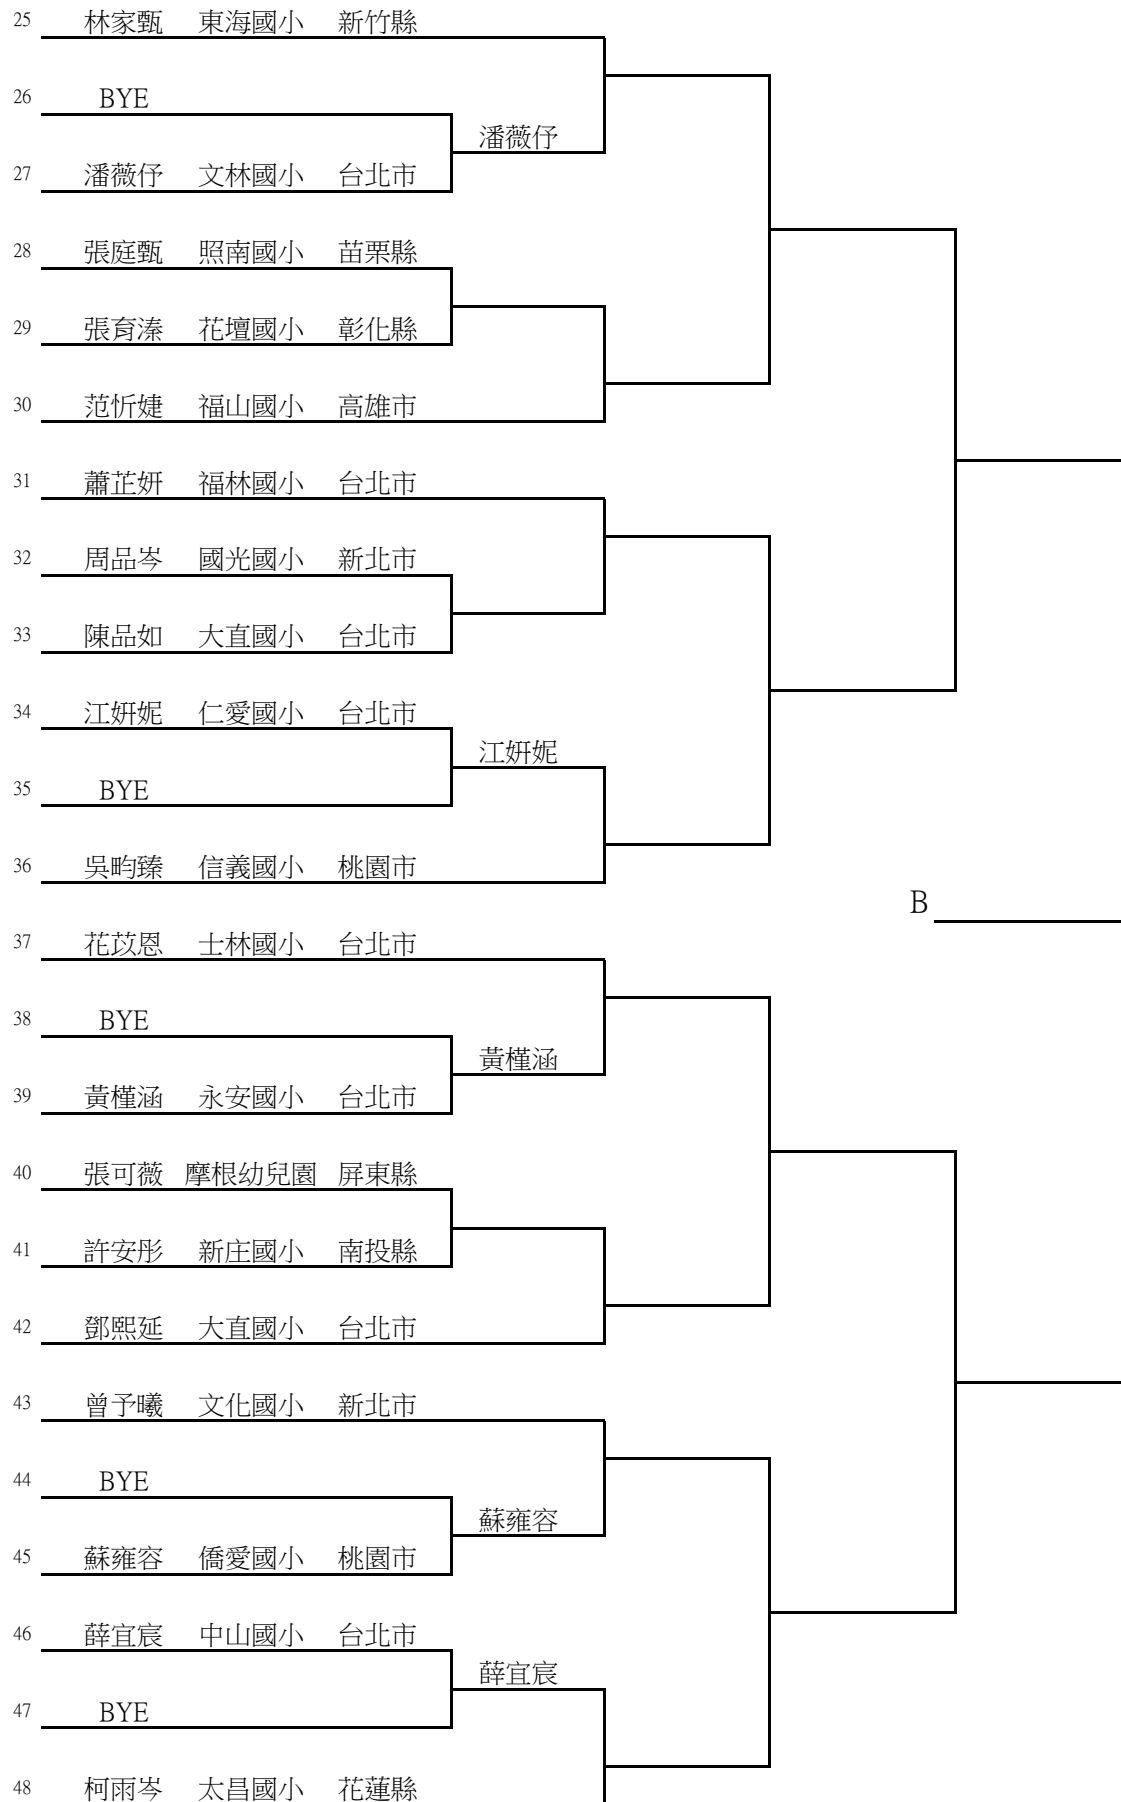 25 林家甄 東海國小 新竹縣
26 BYE
潘薇伃
27 潘薇伃 文林國小 台北市
28 張庭甄 照南國小 苗栗縣
29 張育溱 花壇國小 彰化縣
30 范忻婕 福山國小 高雄市
31 蕭芷妍 福林國小 台北市
32 周品岑 國光國小 新北市
33 陳品如 大直國小 台北市
34 江妍妮 仁愛國小 台北市
江妍妮
35 BYE
36 吳畇臻 信義國小 桃園市
B
37 花苡恩 士林國小 台北市
38 BYE
黃槿涵
39 黃槿涵 永安國小 台北市
40 張可薇 摩根幼兒園 屏東縣
41 許安彤 新庄國小 南投縣
42 鄧熙延 大直國小 台北市
43 曾予曦 文化國小 新北市
44 BYE
蘇雍容
45 蘇雍容 僑愛國小 桃園市
46 薛宜宸 中山國小 台北市
薛宜宸
47 BYE
48 柯雨岑 太昌國小 花蓮縣